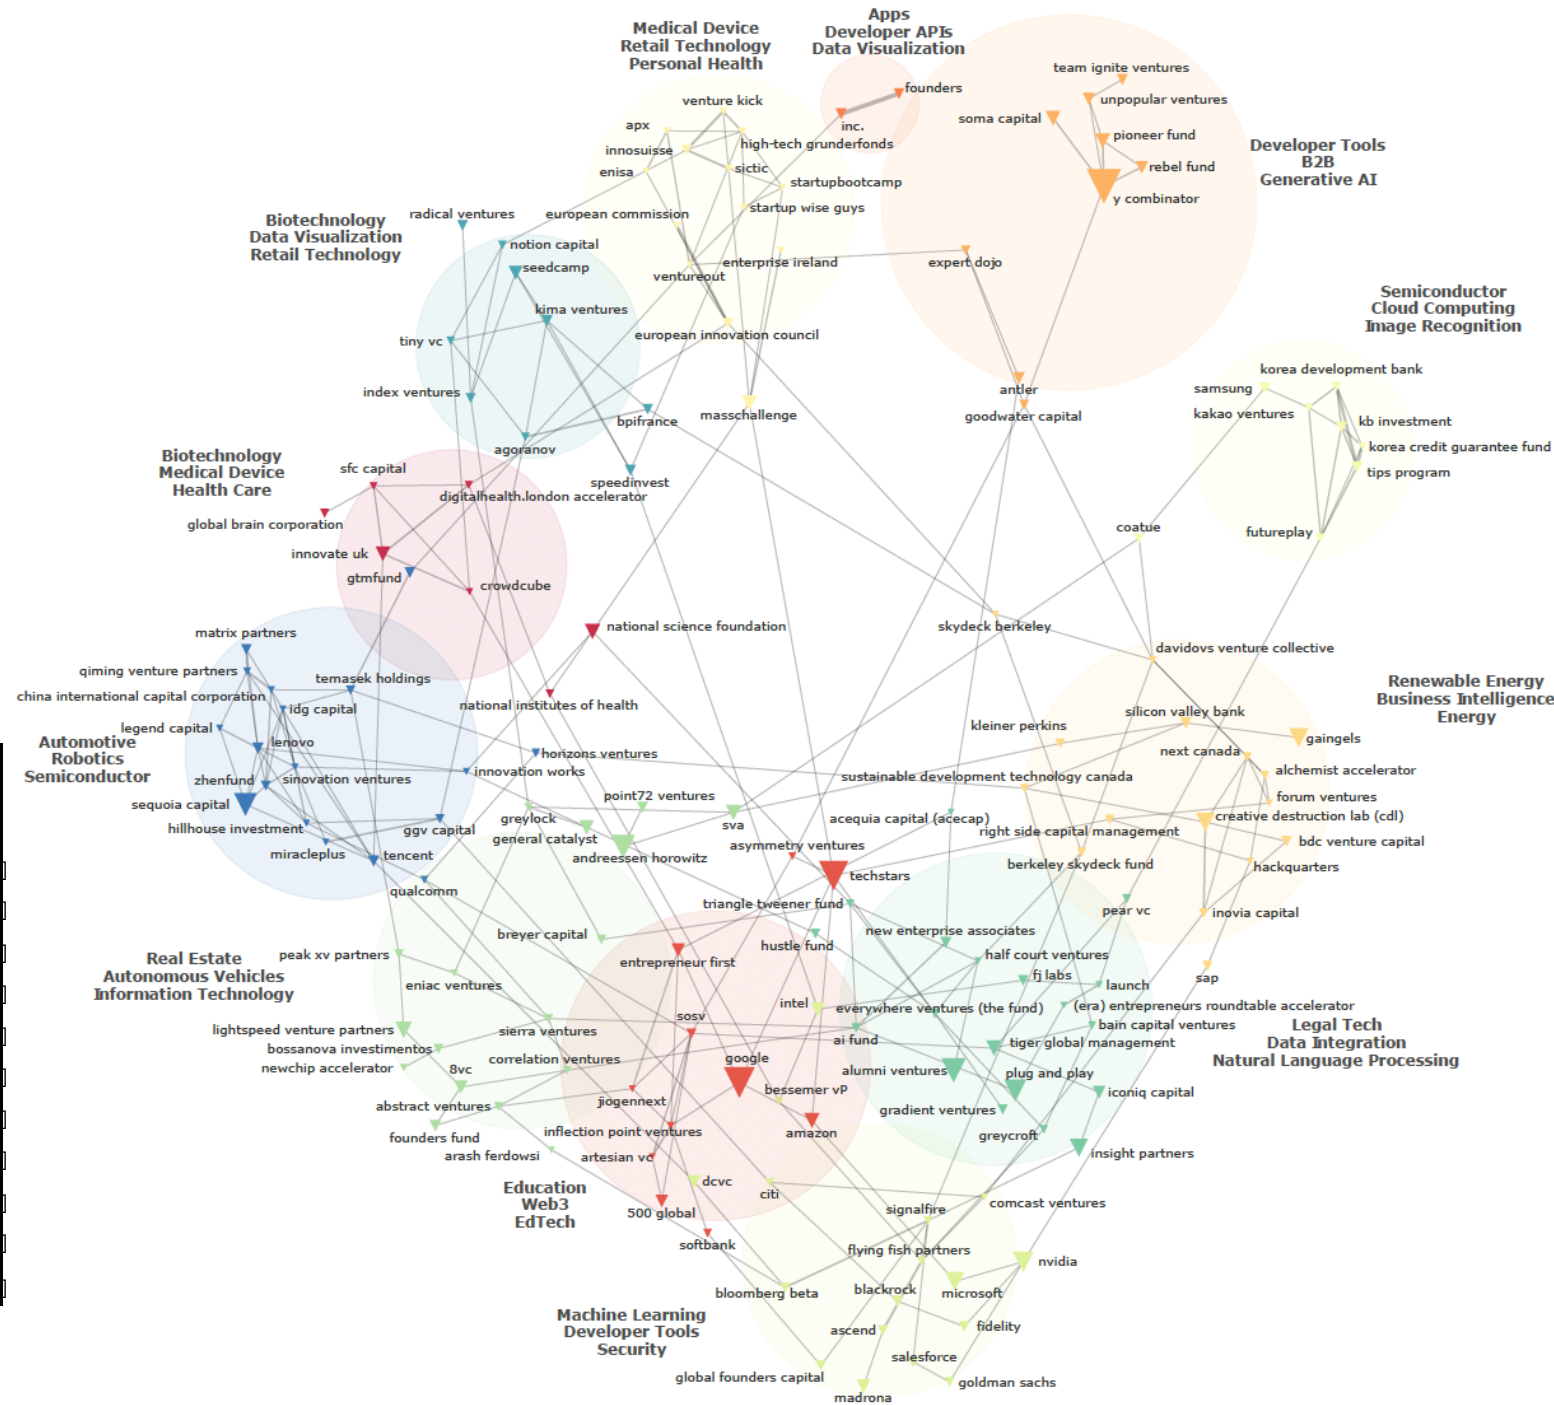 Apps
Developer APIs
Data Visualization
Medical Device
Retail Technology
Personal Health
founders
inc.
team ignite ventures
unpopular ventures
soma capital
pioneer fund
rebel fund
y combinator
Developer Tools
B2B
Generative AI
venture kick
apx
innosuisse
high-tech grunderfonds
enisa
sictic
startupbootcamp
european commission
startup wise guys
enterprise ireland
ventureout
expert dojo
european innovation council
masschallenge
antler
goodwater capital
Biotechnology
Data Visualization
Retail Technology
radical ventures
notion capital
seedcamp
kima ventures
tiny vc
index ventures
bpifrance
agoranov
speedinvest
Semiconductor
Cloud Computing
Image Recognition
korea development bank
samsung
kakao ventures
kb investment
korea credit guarantee fund
tips program
futureplay
coatue
Biotechnology
Medical Device
Health Care
sfc capital
digitalhealth.london accelerator
global brain corporation
innovate uk
gtmfund
crowdcube
national science foundation
national institutes of health
skydeck berkeley
davidovs venture collective
matrix partners
qiming venture partners
temasek holdings
china international capital corporation
idg capital
legend capital
lenovo
Automotive
Robotics
Semiconductor
zhenfund
sinovation ventures
sequoia capital
hillhouse investment
miracleplus
ggv capital
tencent
qualcomm
horizons ventures
innovation works
Renewable Energy
Business Intelligence
Energy
kleiner perkins
silicon valley bank
gaingels
next canada
alchemist accelerator
sustainable development technology canada
forum ventures
creative destruction lab (cdl)
right side capital management
bdc venture capital
berkeley skydeck fund
hackquarters
inovia capital
sap
point72 ventures
greylock
sva
general catalyst
andreessen horowitz
acequia capital (acecap)
asymmetry ventures
techstars
triangle tweener fund
pear vc
breyer capital
hustle fund
new enterprise associates
entrepreneur first
half court ventures
Real Estate
Autonomous Vehicles
Information Technology
peak xv partners
eniac ventures
fj labs
launch
intel
everywhere ventures (the fund)
(era) entrepreneurs roundtable accelerator
lightspeed venture partners
sierra ventures
sosv
bain capital ventures
Legal Tech
Data Integration
Natural Language Processing
bossanova investimentos
ai fund
tiger global management
newchip accelerator
correlation ventures
google
8vc
alumni ventures
plug and play
bessemer vP
iconiq capital
abstract ventures
jiogennext
gradient ventures
founders fund
inflection point ventures
amazon
greycroft
arash ferdowsi
artesian vc
insight partners
Education
Web3
EdTech
dcvc
citi
500 global
signalfire
comcast ventures
softbank
flying fish partners
nvidia
bloomberg beta
blackrock
microsoft
Machine Learning
Developer Tools
Security
ascend
fidelity
salesforce
global founders capital
goldman sachs
madrona